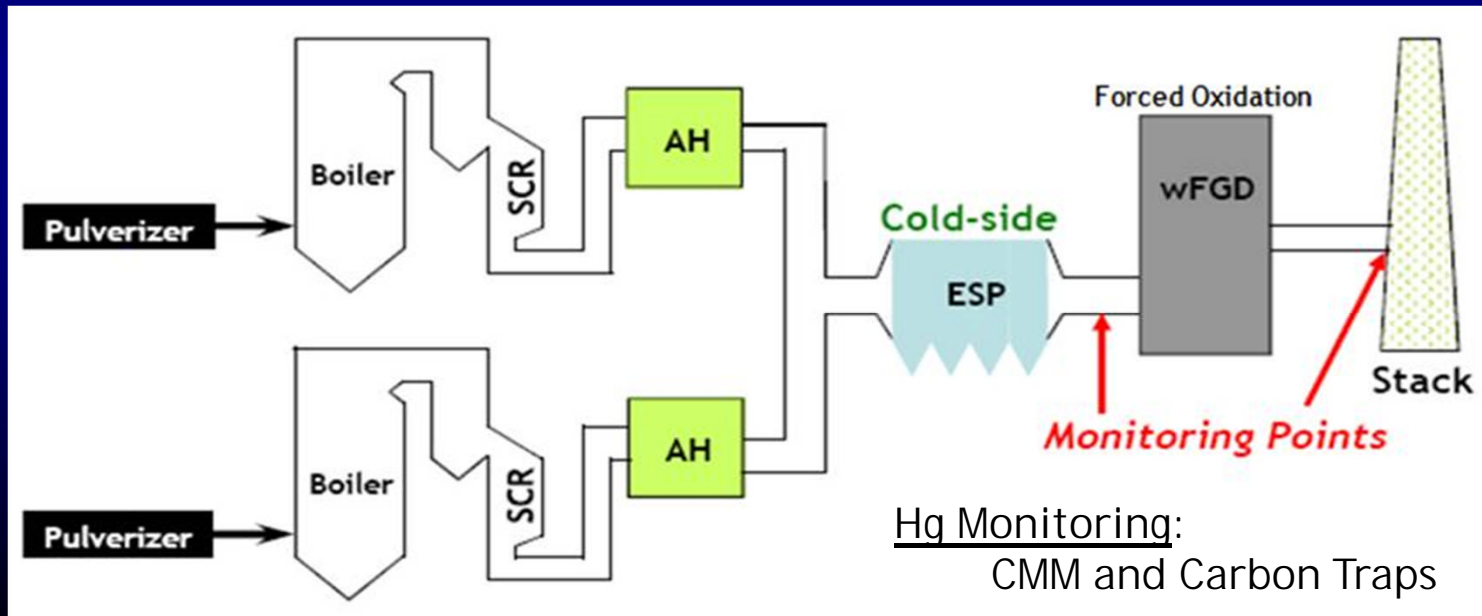 Pulverizer
Boiler
SCR
AH
Pulverizer
Boiler
SCR
AH
Cold-side
ESP
Forced Oxidation
wFGD
Stack
Monitoring Points
Hg Monitoring:
CMM and Carbon Traps